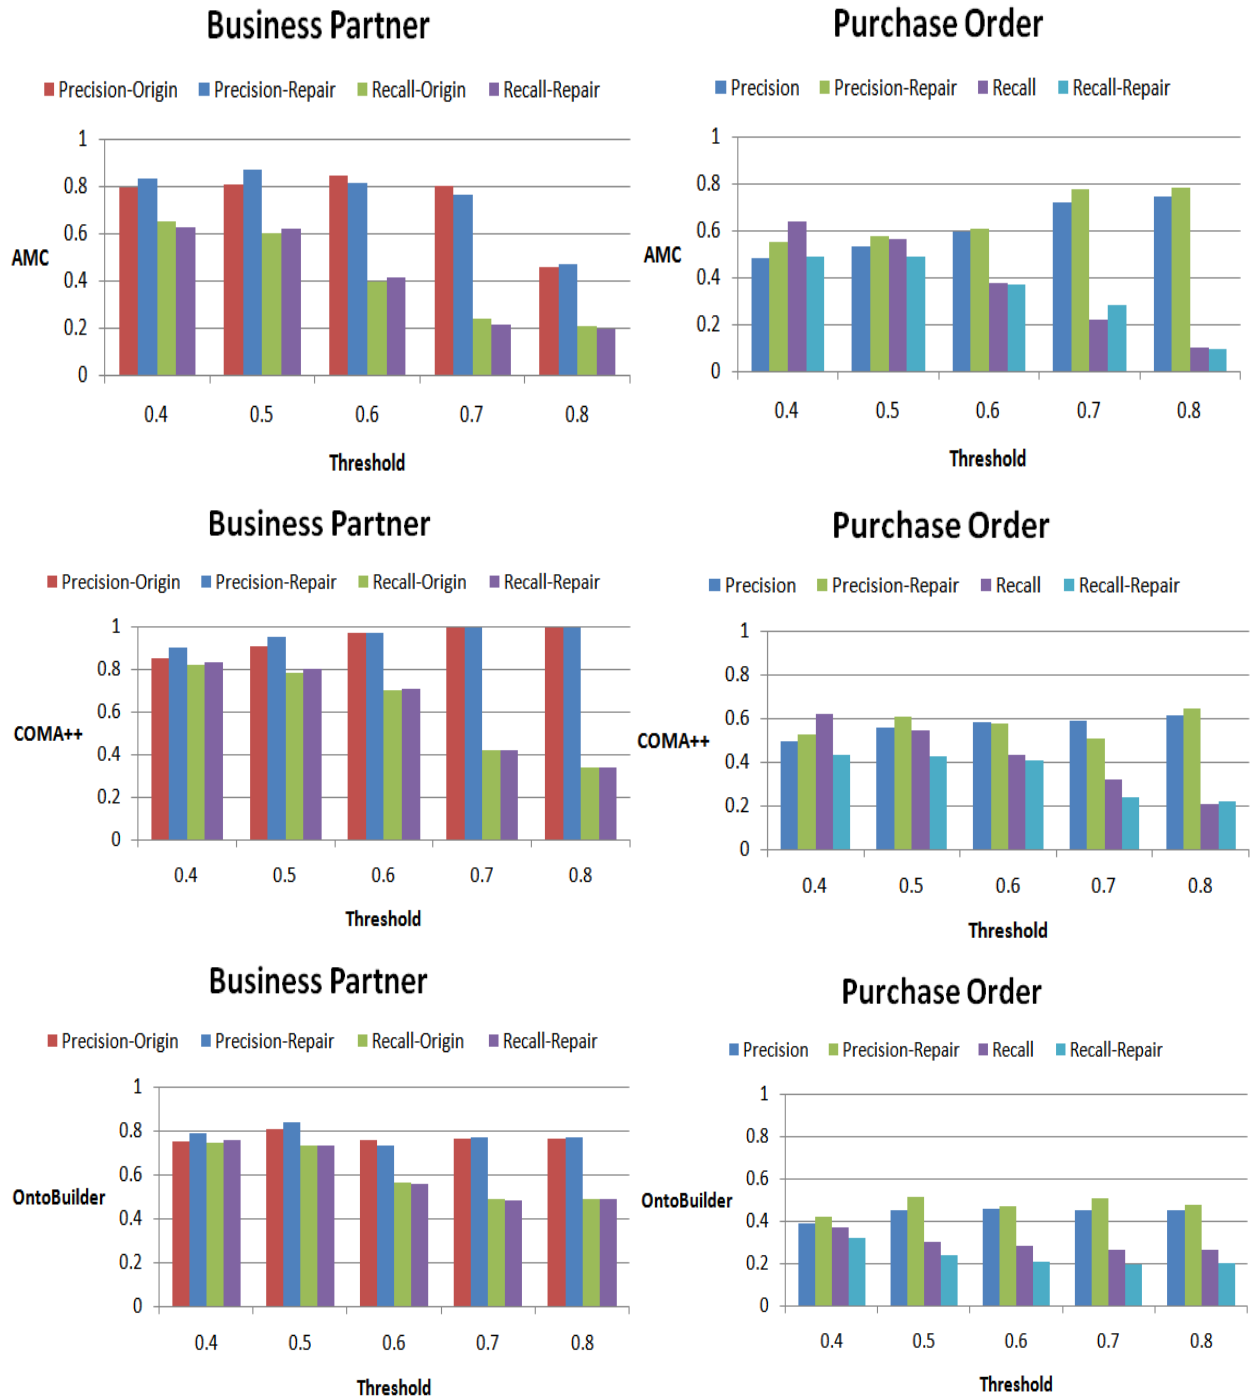 Business Partner
Precision-Origin Precision-Repair Recall-Origin Recall-Repair
1
0.8
0.6
0.4
0.2
0
AMC
0.4 0.5 0.6 0.7 0.8
Threshold
Purchase Order
Precision Precision-Repair Recall Recall-Repair
1
0.8
0.6
0.4
0.2
0
AMC
0.4 0.5 0.6 0.7 0.8
Threshold
Business Partner
Precision-Origin Precision-Repair Recall-Origin Recall-Repair
1
0.8
0.6
0.4
0.2
0
COMA++
0.4 0.5 0.6 0.7 0.8
Threshold
Purchase Order
Precision Precision-Repair Recall Recall-Repair
1
0.8
0.6
0.4
0.2
0
COMA++
0.4 0.5 0.6 0.7 0.8
Threshold
Business Partner
Precision-Origin Precision-Repair Recall-Origin Recall-Repair
1
0.8
0.6
0.4
0.2
0
OntoBuilder
0.4 0.5 0.6 0.7 0.8
Threshold
Purchase Order
Precision Precision-Repair Recall Recall-Repair
1
0.8
0.6
0.4
0.2
0
OntoBuilder
0.4 0.5 0.6 0.7 0.8
Threshold